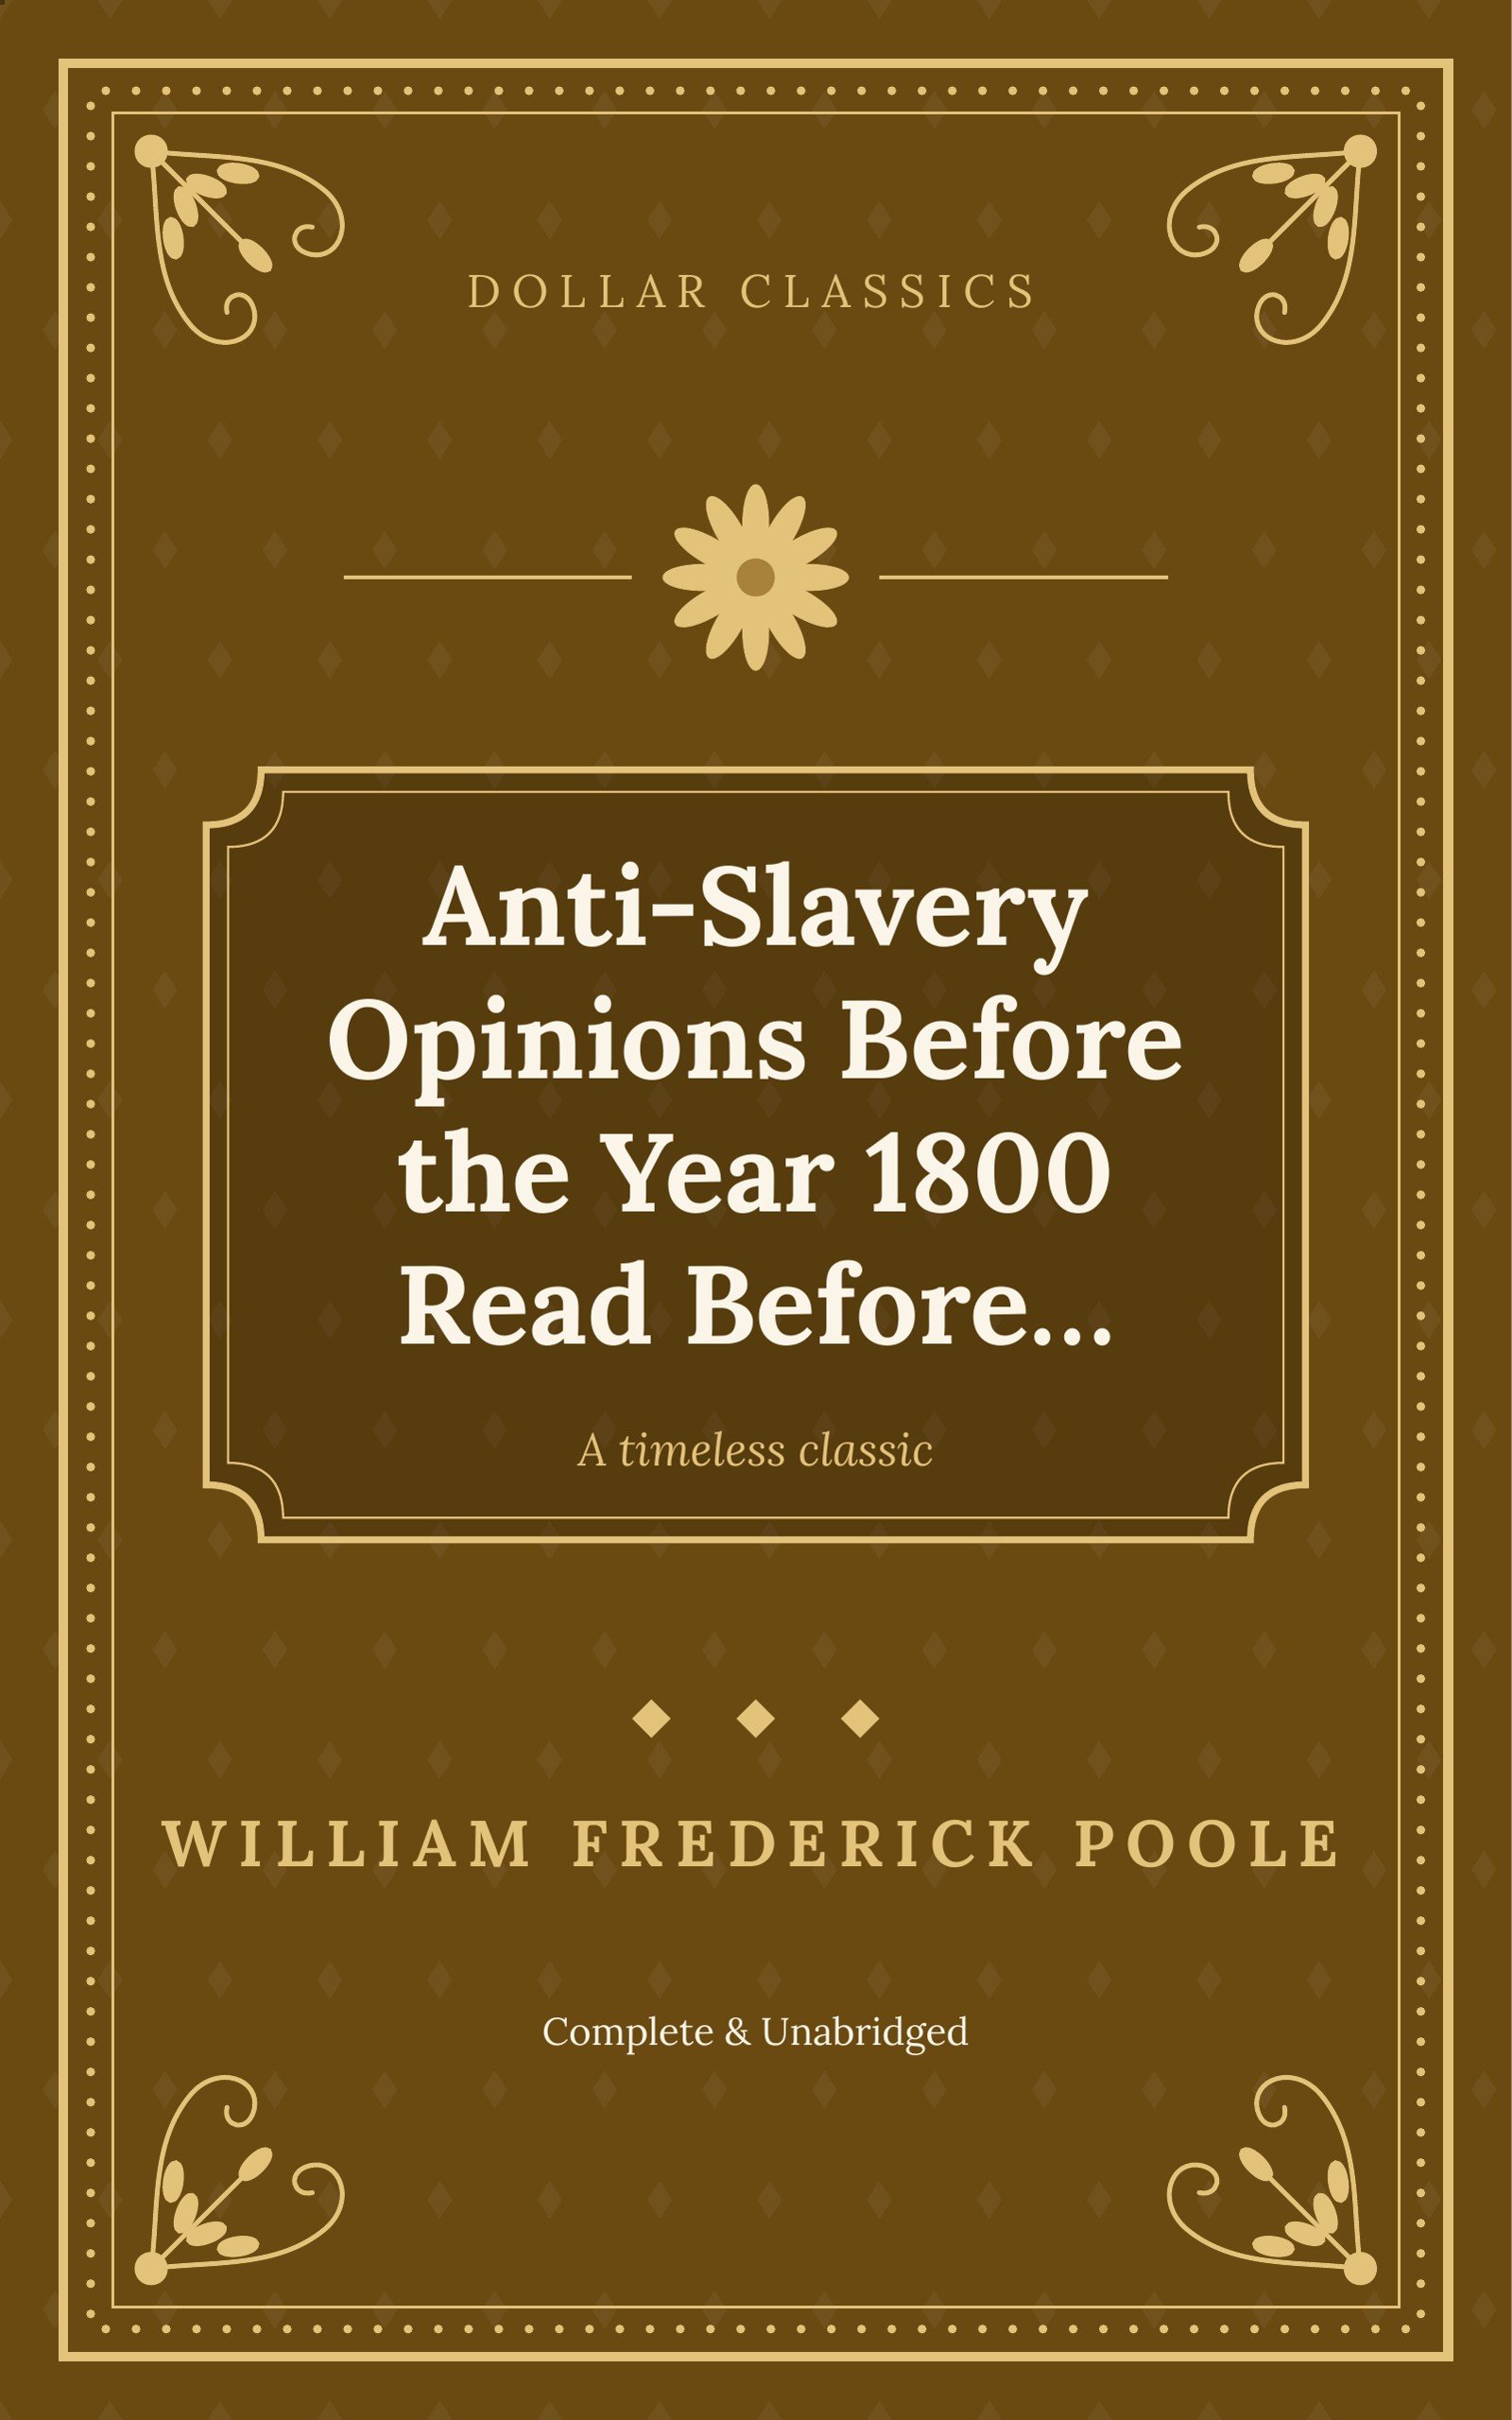 DOLLAR CLASSICS
Anti-Slavery
Opinions Before
the Year 1800
Read Before...
A timeless classic
WILLIAM FREDERICK POOLE
Complete & Unabridged